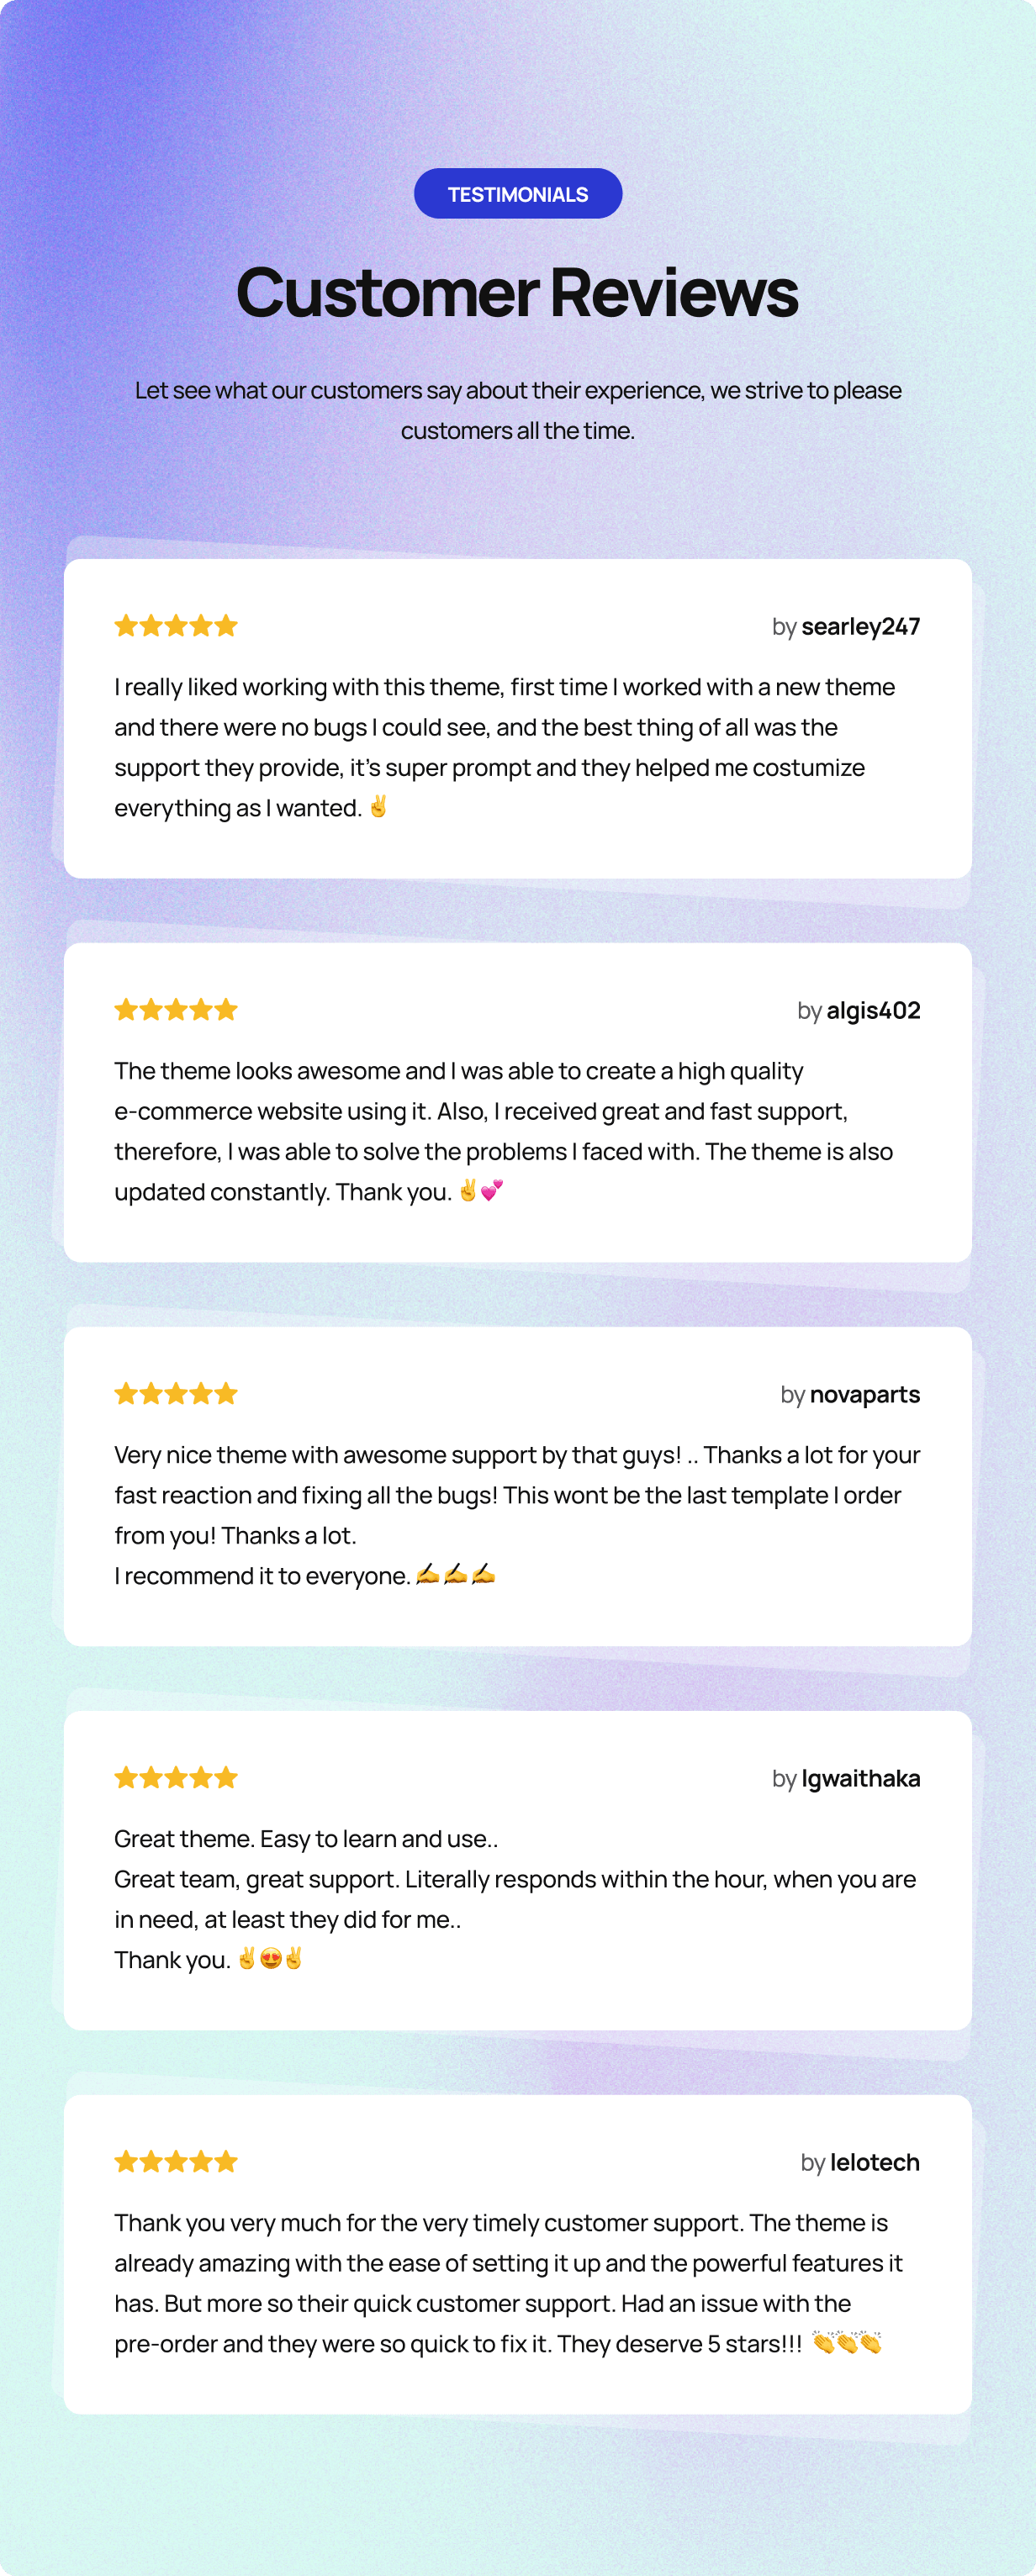 TESTIMONIALS
Customer Reviews
Let see what our customers say about their experience, we strive to please
customers all the time.
by searley247
I really liked working with this theme, first time I worked with a new theme
and there were no bugs I could see, and the best thing of all was the
support they provide, it’s super prompt and they helped me costumize
everything as I wanted. ✌️
by algis402
The theme looks awesome and I was able to create a high quality
e-commerce website using it. Also, I received great and fast support,
therefore, I was able to solve the problems I faced with. The theme is also
updated constantly. Thank you. ✌️💕
by novaparts
Very nice theme with awesome support by that guys! .. Thanks a lot for your
fast reaction and fixing all the bugs! This wont be the last template I order
from you! Thanks a lot.
I recommend it to everyone. ✍️✍️✍️
by lgwaithaka
Great theme. Easy to learn and use..
Great team, great support. Literally responds within the hour, when you are
in need, at least they did for me..
Thank you. ✌️😍✌️
by lelotech
Thank you very much for the very timely customer support. The theme is
already amazing with the ease of setting it up and the powerful features it
has. But more so their quick customer support. Had an issue with the
pre-order and they were so quick to fix it. They deserve 5 stars!!! 👏👏👏